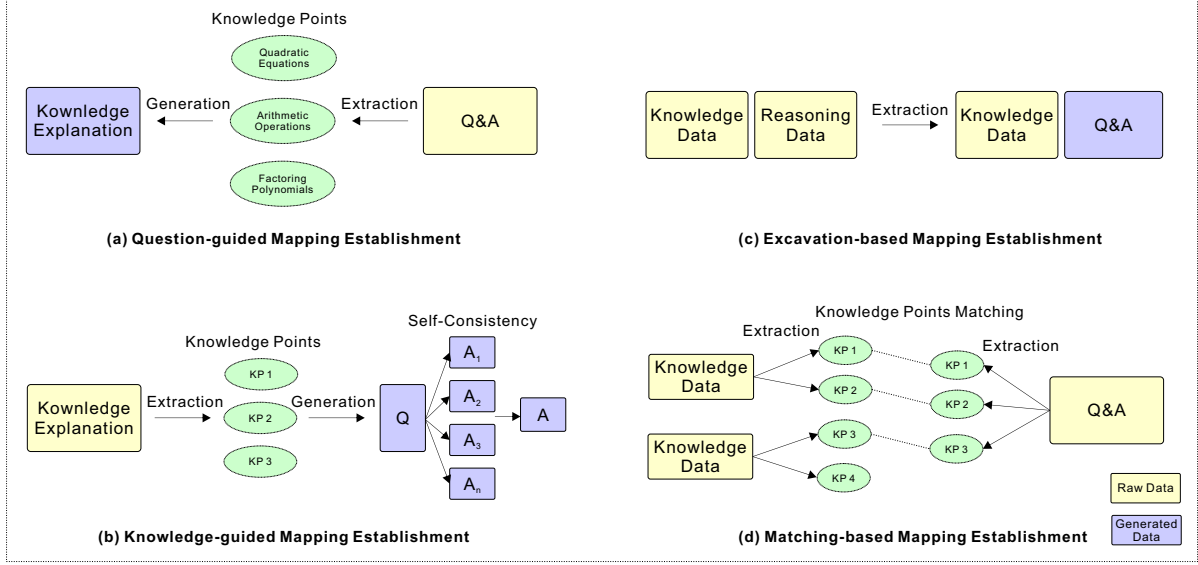 Knowledge Points
Quadratic
Equations
Kownledge
Explanation
Generation
Arithmetic
Operations
Extraction
Q&A
Factoring
Polynomials
(a) Question-guided Mapping Establishment
Knowledge
Data
Reasoning
Data
Extraction
Knowledge
Data
Q&A
(c) Excavation-based Mapping Establishment
Knowledge Points
Kownledge
Explanation
Extraction
KP 1
KP 2
KP 3
Generation
Q
Self-Consistency
A1
A2
A3
An
A
(b) Knowledge-guided Mapping Establishment
Knowledge Points Matching
Extraction
Knowledge
Data
KP 1
KP 2
Knowledge
Data
KP 3
KP 4
KP 1
KP 2
KP 3
Extraction
Q&A
Raw Data
Generated
Data
(d) Matching-based Mapping Establishment